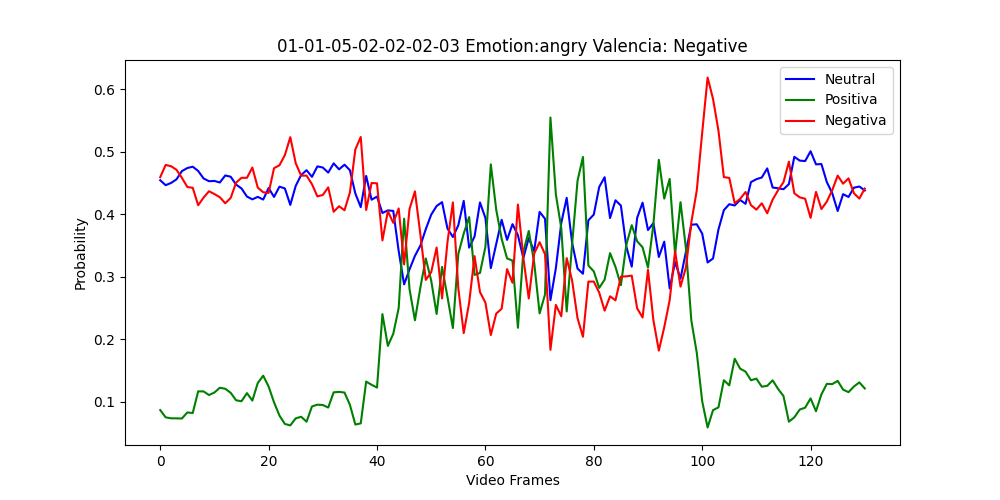 01-01-05-02-02-02-03 Emotion:angry Valencia: Negative
Neutral
Positiva
Negativa
Probability
0.6
0.5
0.4
0.3
0.2
0.1
0 20 40 60 80 100 120
Video Frames